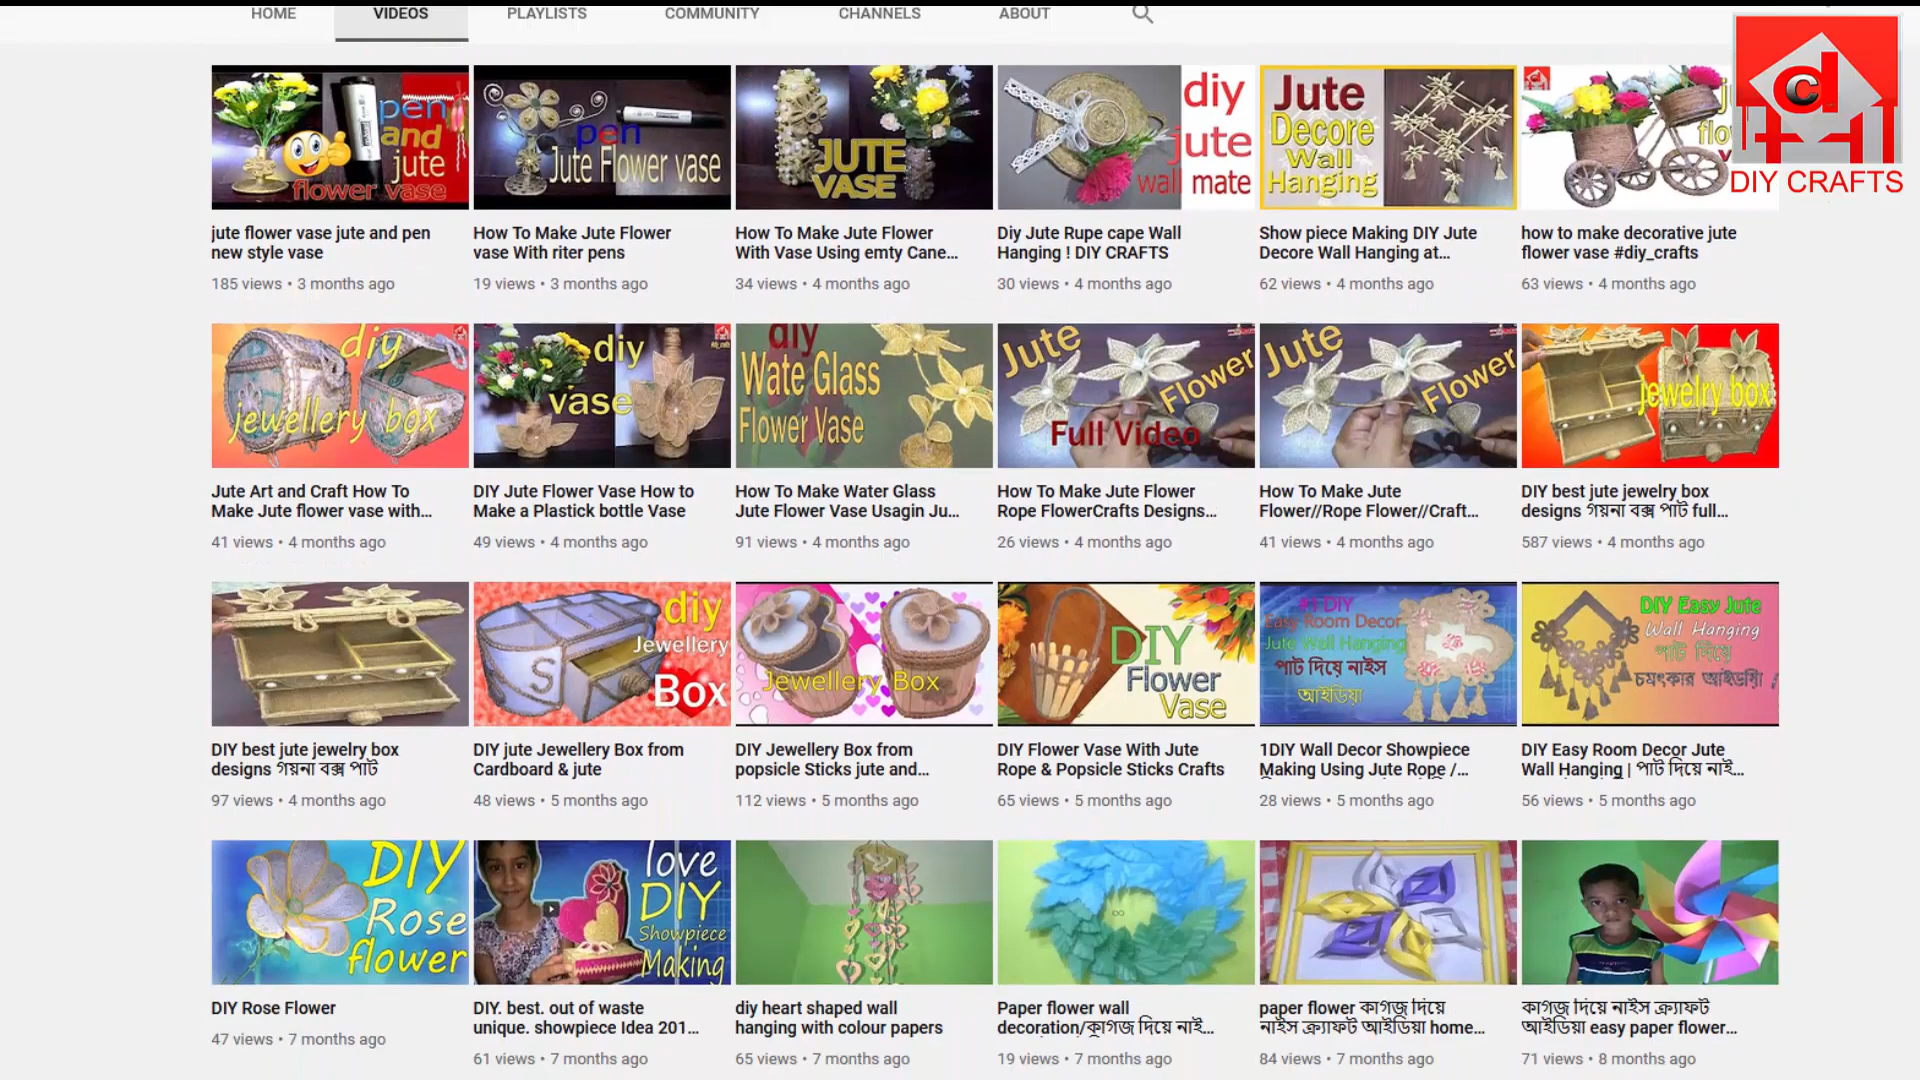 HOME VIDEOS PLAYLISTS COMMUNITY CHANNELS ABOUT
DIY CRAFTS
pen
and
jute
flower vase
pen
Jute Flower vase
JUTE
VASE
diy
jute
wall mate
Jute
Decore
Wall
Hanging
jute flower vase jute and pen
new style vase
185 views • 3 months ago
How To Make Jute Flower
vase With riter pens
19 views • 3 months ago
How To Make Jute Flower
With Vase Using emty Cane...
34 views • 4 months ago
Diy Jute Rupe cape Wall
Hanging ! DIY CRAFTS
30 views • 4 months ago
Show piece Making DIY Jute
Decore Wall Hanging at...
62 views • 4 months ago
how to make decorative jute
flower vase #diy_crafts
63 views • 4 months ago
diy
jewellery box
diy
vase
diy
Wate Glass
Flower Vase
Jute
Flower
Full Video
Jute
Flower
jewelry box
Jute Art and Craft How To
Make Jute flower vase with...
41 views • 4 months ago
DIY Jute Flower Vase How to
Make a Plastick bottle Vase
49 views • 4 months ago
How To Make Water Glass
Jute Flower Vase Usagin Ju...
91 views • 4 months ago
How To Make Jute Flower
Rope FlowerCrafts Designs...
26 views • 4 months ago
How To Make Jute
Flower//Rope Flower//Craft...
41 views • 4 months ago
DIY best jute jewelry box
designs গয়না বক্স পাট full...
587 views • 4 months ago
diy
Jewellery
Box
Jewellery Box
DIY
Flower
Vase
#1 DIY
Easy Room Decor
Jute Wall Hanging
পাট দিয়ে নাইস
আইডিয়া
DIY Easy Jute
Wall Hanging
পাট দিয়ে
DIY best jute jewelry box
designs গয়না বক্স পাট
97 views • 4 months ago
DIY jute Jewellery Box from
Cardboard & jute
48 views • 5 months ago
DIY Jewellery Box from
popsicle Sticks jute and...
112 views • 5 months ago
DIY Flower Vase With Jute
Rope & Popsicle Sticks Crafts
65 views • 5 months ago
1DIY Wall Decor Showpiece
Making Using Jute Rope /...
28 views • 5 months ago
DIY Easy Room Decor Jute
Wall Hanging | পাট দিয়ে নাই...
56 views • 5 months ago
DIY
Rose
flower
love
DIY
Showpiece
Making
DIY Rose Flower
47 views • 7 months ago
DIY. best. out of waste
unique. showpiece Idea 201...
61 views • 7 months ago
diy heart shaped wall
hanging with colour papers
65 views • 7 months ago
Paper flower wall
decoration/কাগজ দিয়ে নাই...
19 views • 7 months ago
paper flower কাগজ দিয়ে
নাইস ক্র্যাফট আইডিয়া home...
84 views • 7 months ago
কাগজ দিয়ে নাইস ক্র্যাফট
আইডিয়া easy paper flower...
71 views • 8 months ago